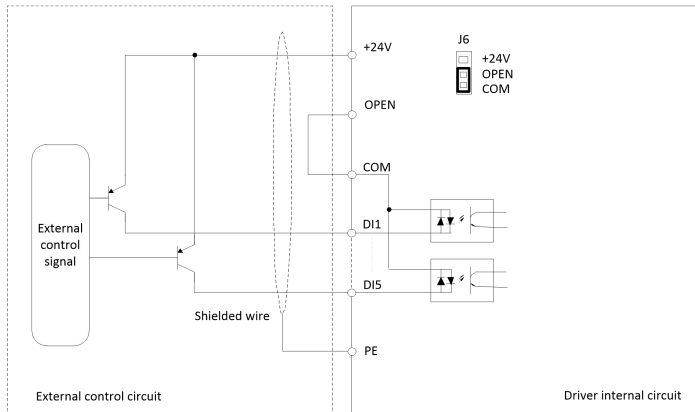 J6
+24V
+24V
OPEN
COM
OPEN
COM
External
control
signal
DI1
DI5
Shielded wire
PE
External control circuit
Driver internal circuit